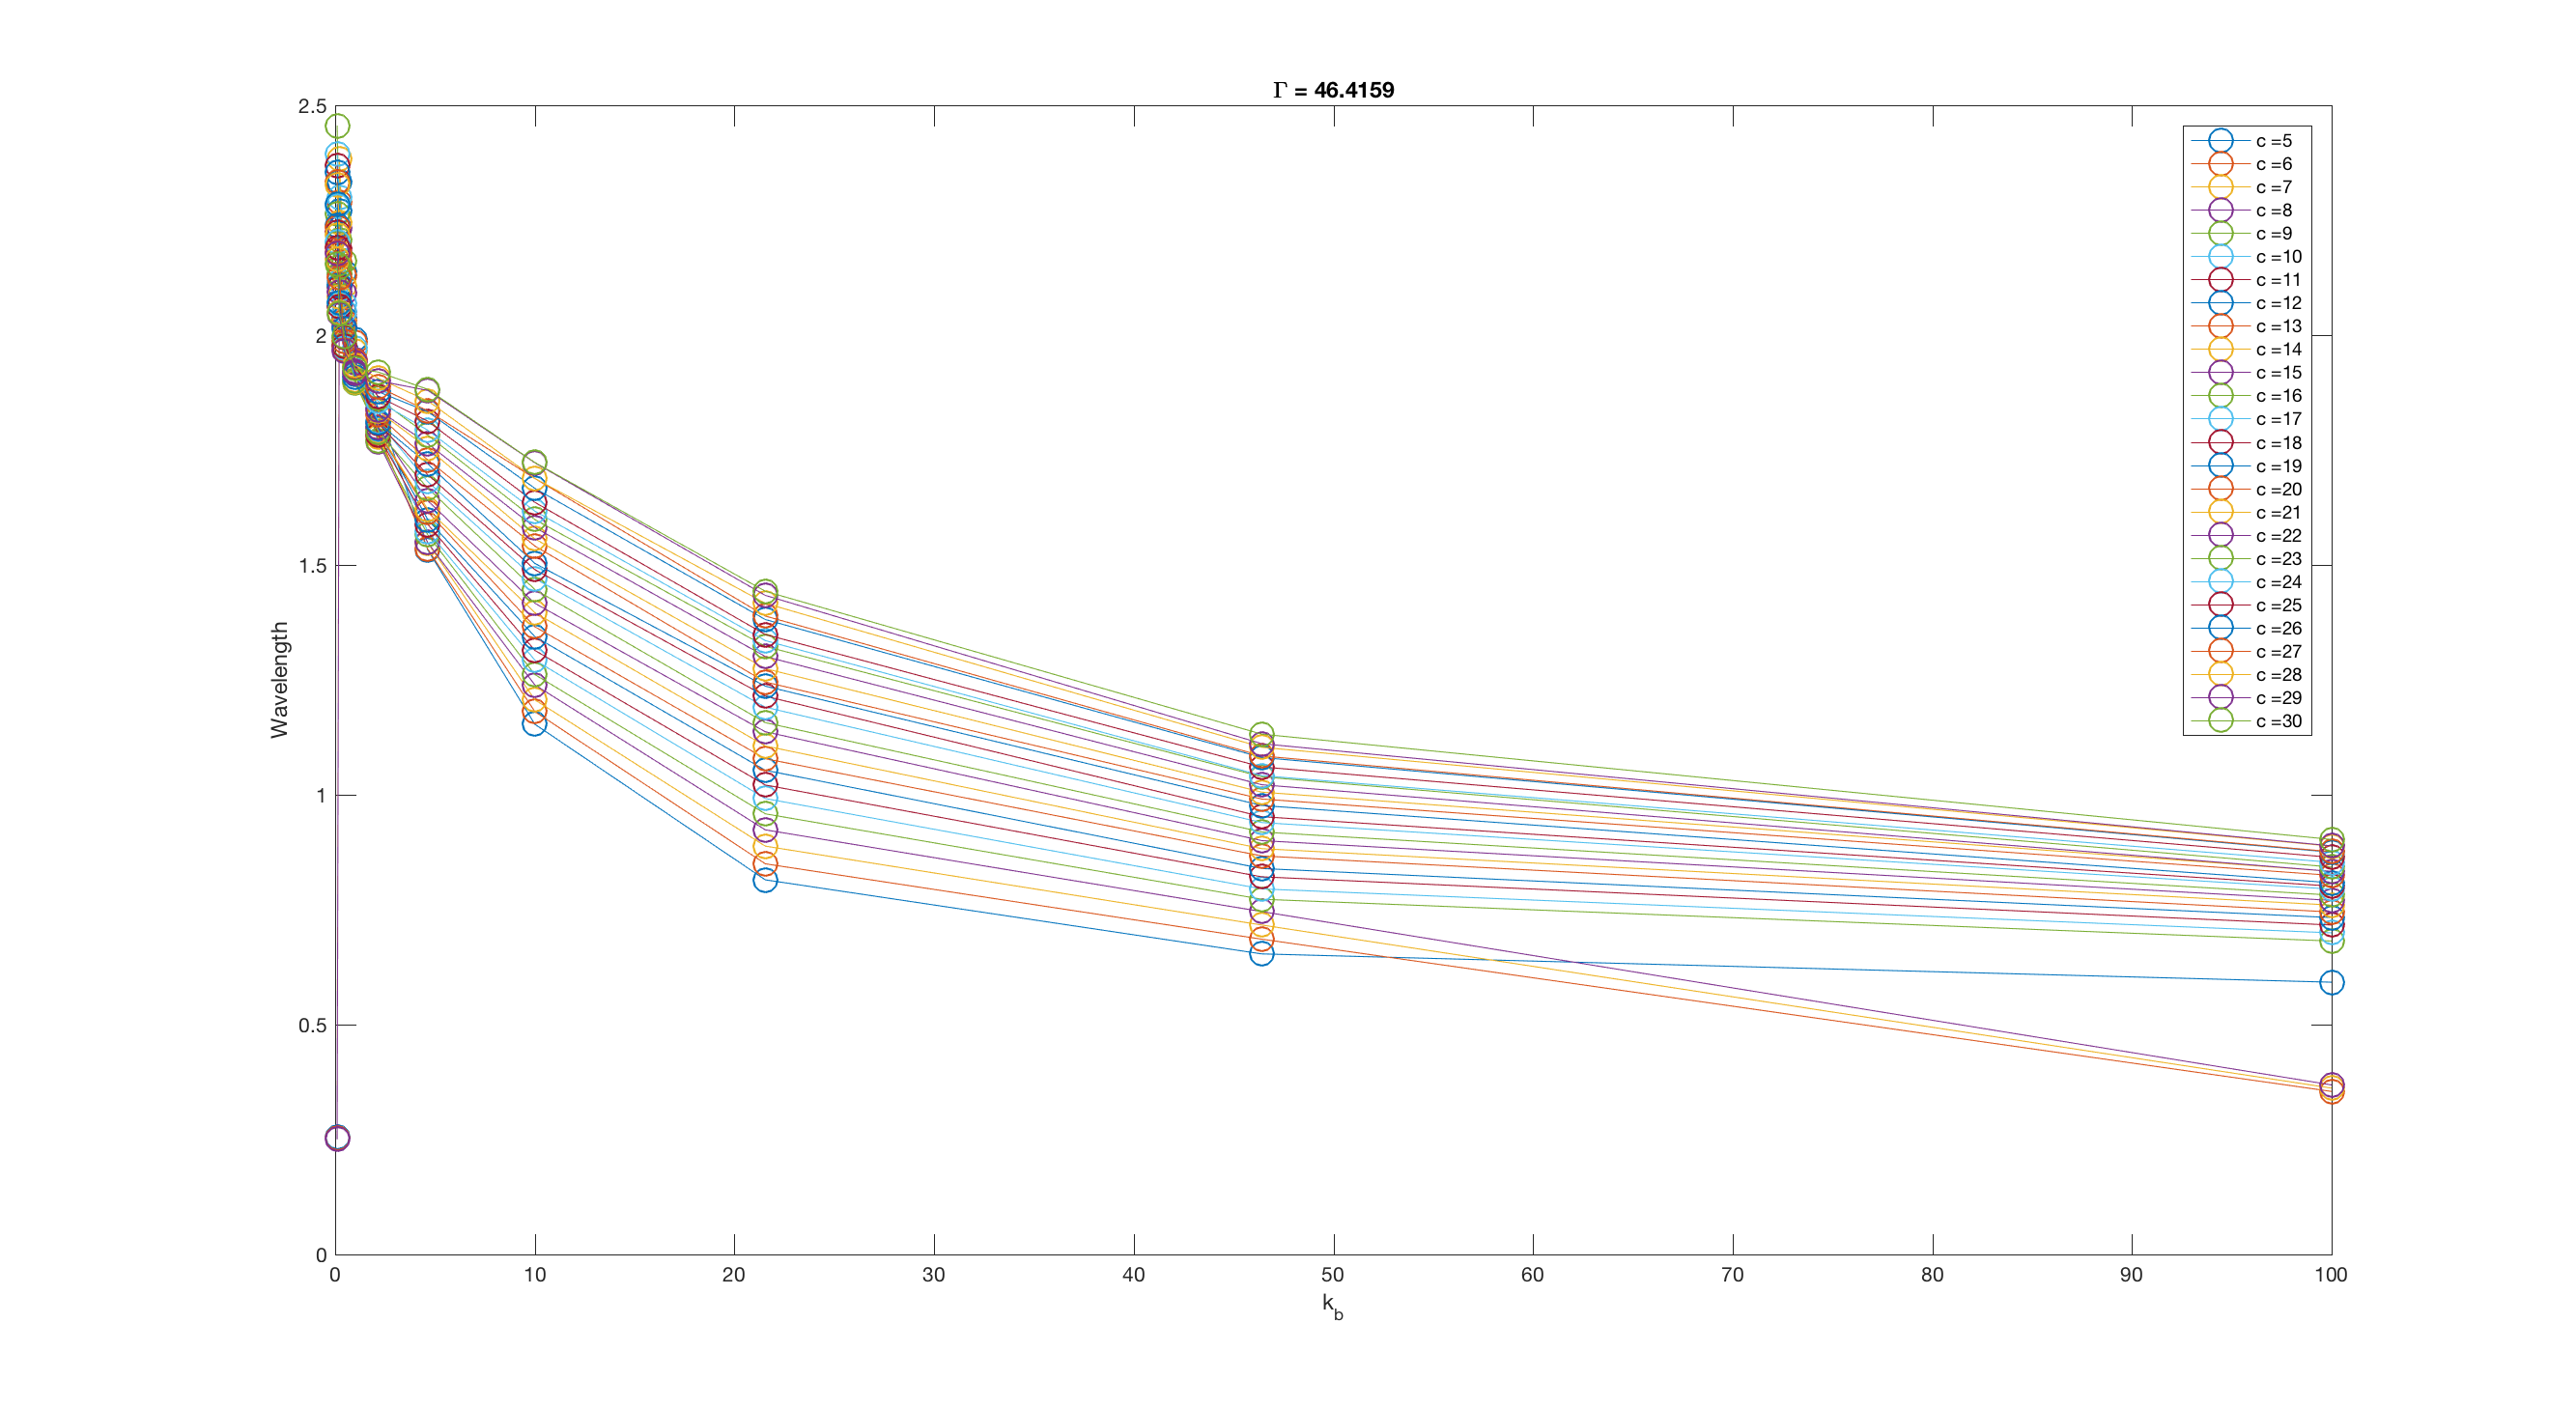 Γ = 46.4159
2.5
2
1.5
1
0.5
0
Wavelength
0 10 20 30 40 50 60 70 80 90 100
k_b
c =5
c =6
c =7
c =8
c =9
c =10
c =11
c =12
c =13
c =14
c =15
c =16
c =17
c =18
c =19
c =20
c =21
c =22
c =23
c =24
c =25
c =26
c =27
c =28
c =29
c =30